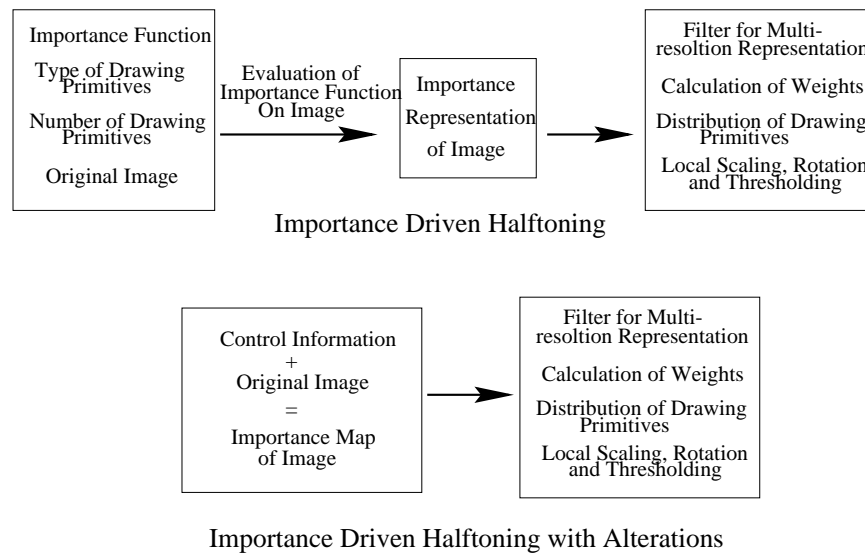 Importance Function
Type of Drawing
Primitives
Number of Drawing
Primitives
Original Image
Evaluation of
Importance Function
On Image
Importance
Representation
of Image
Filter for Multi-
resoltion Representation
Calculation of Weights
Distribution of Drawing
Primitives
Local Scaling, Rotation
and Thresholding
Importance Driven Halftoning
Control Information
+
Original Image
=
Importance Map
of Image
Filter for Multi-
resoltion Representation
Calculation of Weights
Distribution of Drawing
Primitives
Local Scaling, Rotation
and Thresholding
Importance Driven Halftoning with Alterations